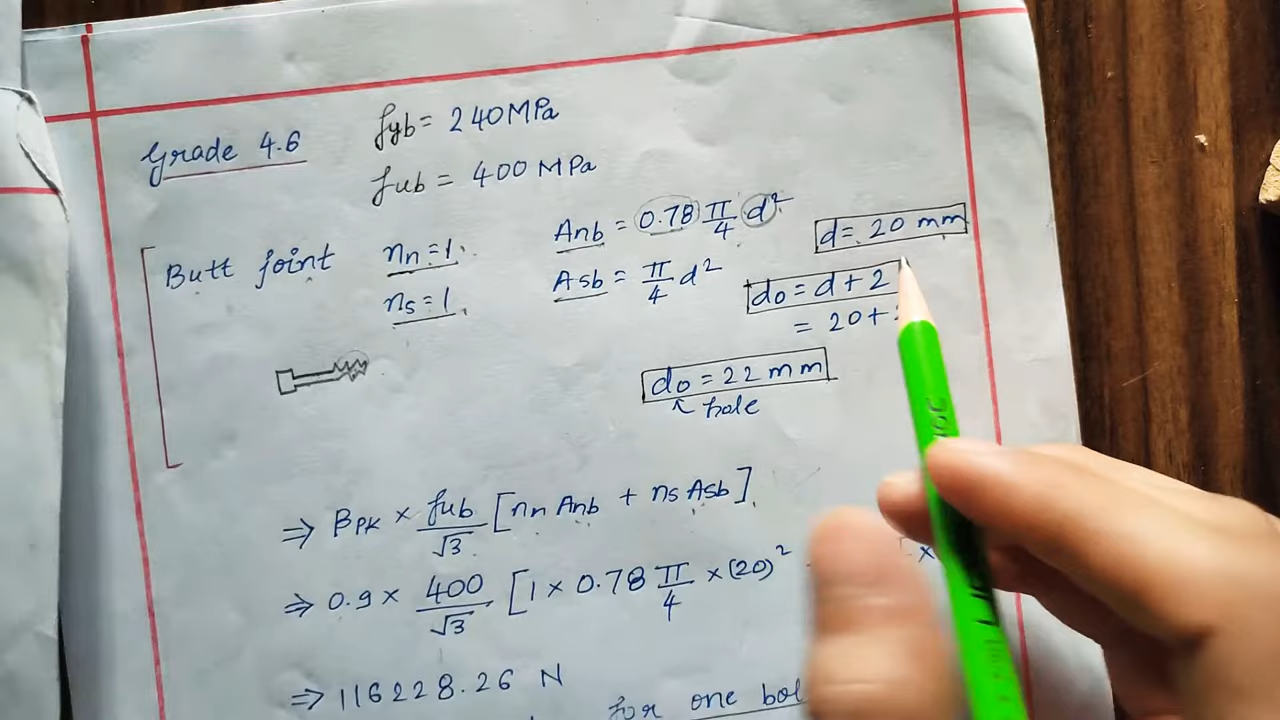 Grade 4.6 fyb = 240 MPa
fub = 400 MPa
Butt joint nn = 1. Anb = 0.78 π/4 d² d = 20 mm
ns = 1. Asb = π/4 d² do = d + 2
= 20 +
do = 22 mm
↖ hole
⇒ βPK × fub/√3 [nn Anb + ns Asb]
⇒ 0.9 × 400/√3 [1 × 0.78 π/4 × (20)² ×
⇒ 116228.26 N
for one